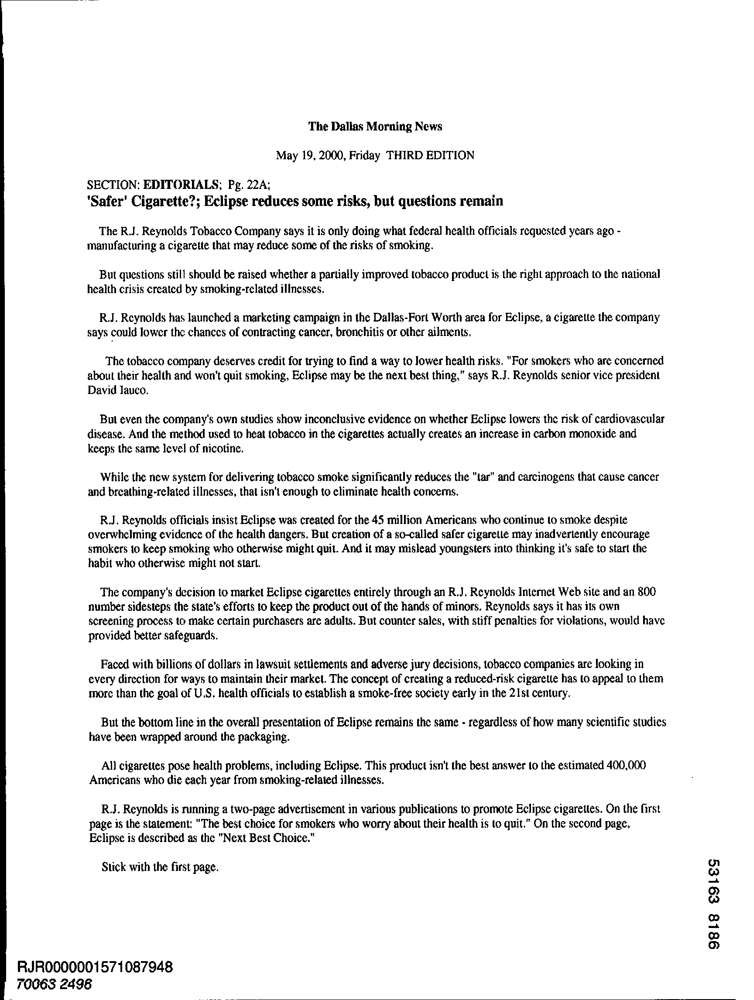 The Dallas Morning News
May 19, 2000, Friday THIRD EDITION
SECTION: EDITORIALS; Pg. 22A;
'Safer' Cigarette?; Eclipse reduces some risks, but questions remain
The R.J. Reynolds Tobacco Company says it is only doing what federal health officials requested years ago -
manufacturing a cigarette that may reduce some of the risks of smoking.
But questions still should be raised whether a partially improved tobacco product is the right approach to the national
health crisis created by smoking-related illnesses.
R.J. Reynolds has launched a marketing campaign in the Dallas-Fort Worth area for Eclipse, a cigarette the company
says could lower the chances of contracting cancer, bronchitis or other ailments.
The tobacco company deserves credit for trying to find a way to lower health risks. "For smokers who are concerned
about their health and won't quit smoking, Eclipse may be the next best thing," says R.J. Reynolds senior vice president
David Iauco.
But even the company's own studies show inconclusive evidence on whether Eclipse lowers the risk of cardiovascular
disease. And the method used to heat tobacco in the cigarettes actually creates an increase in carbon monoxide and
keeps the same level of nicotine.
While the new system for delivering tobacco smoke significantly reduces the "tar" and carcinogens that cause cancer
and breathing-related illnesses, that isn't enough to eliminate health concerns.
R.J. Reynolds officials insist Eclipse was created for the 45 million Americans who continue to smoke despite
overwhelming evidence of the health dangers. But creation of a so-called safer cigarette may inadvertently encourage
smokers to keep smoking who otherwise might quit. And it may mislead youngsters into thinking it's safe to start the
habit who otherwise might not start.
The company's decision to market Eclipse cigarettes entirely through an R.J. Reynolds Internet Web site and an 800
number sidesteps the state's efforts to keep the product out of the hands of minors. Reynolds says it has its own
screening process to make certain purchasers are adults. But counter sales, with stiff penalties for violations, would have
provided better safeguards.
Faced with billions of dollars in lawsuit settlements and adverse jury decisions, tobacco companies are looking in
every direction for ways to maintain their market. The concept of creating a reduced-risk cigarette has to appeal to them
more than the goal of U.S. health officials to establish a smoke-free society early in the 21st century.
But the bottom line in the overall presentation of Eclipse remains the same - regardless of how many scientific studies
have been wrapped around the packaging.
All cigarettes pose health problems, including Eclipse. This product isn't the best answer to the estimated 400,000
Americans who die each year from smoking-related illnesses.
R.J. Reynolds is running a two-page advertisement in various publications to promote Eclipse cigarettes. On the first
page is the statement: "The best choice for smokers who worry about their health is to quit." On the second page,
Eclipse is described as the "Next Best Choice."
Stick with the first page.
53163 8186
RJR0000001571087948
70063 2496